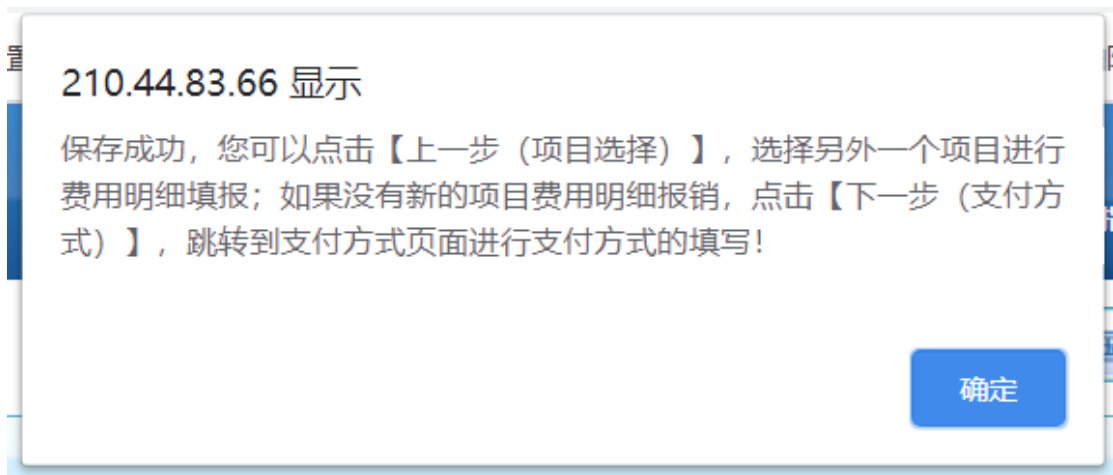 210.44.83.66 显示
保存成功，您可以点击【上一步（项目选择）】，选择另外一个项目进行
费用明细填报；如果没有新的项目费用明细报销，点击【下一步（支付方
式）】，跳转到支付方式页面进行支付方式的填写！
确定